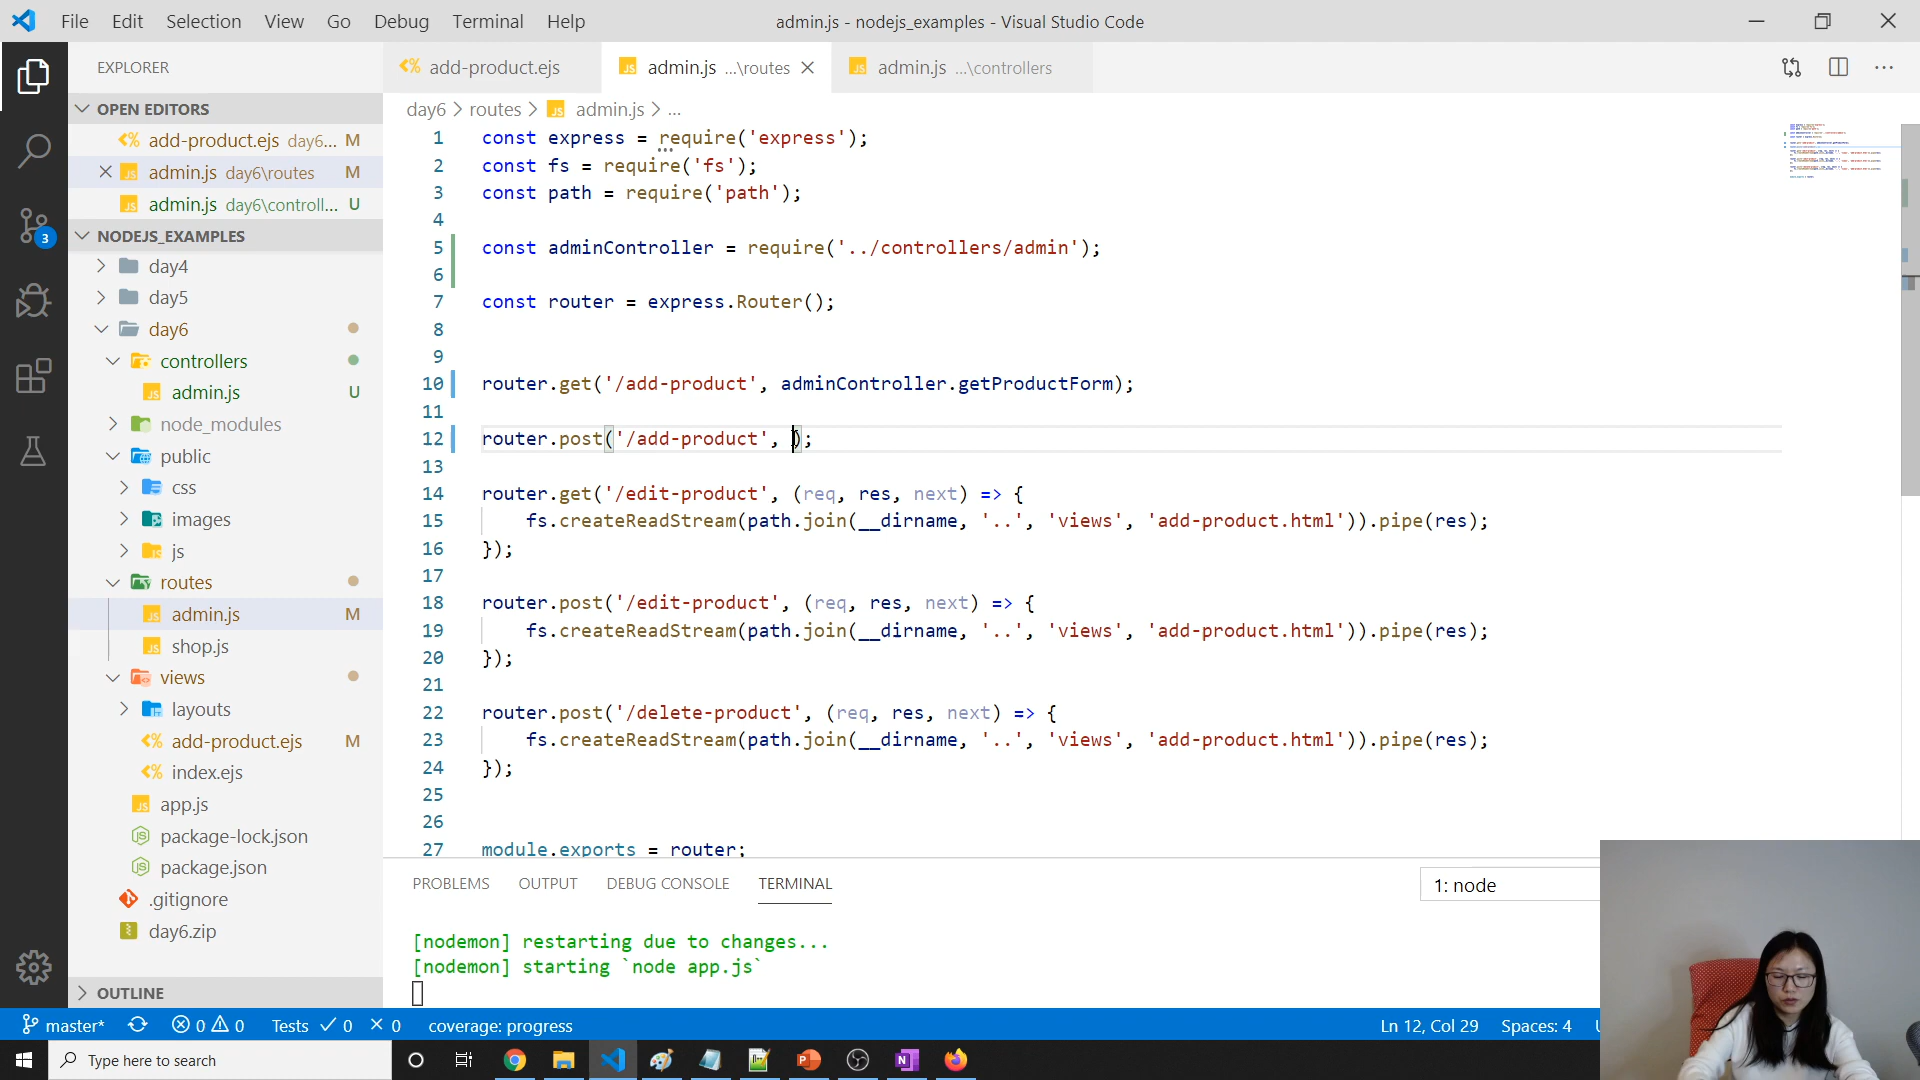 File Edit Selection View Go Debug Terminal Help
admin.js - nodejs_examples - Visual Studio Code
EXPLORER
OPEN EDITORS
add-product.ejs day6... M
admin.js day6\routes M
admin.js day6\controll... U
NODEJS_EXAMPLES
day4
day5
day6
controllers
admin.js U
node_modules
public
css
images
js
routes
admin.js M
shop.js
views
layouts
add-product.ejs M
index.ejs
app.js
package-lock.json
package.json
.gitignore
day6.zip
OUTLINE
3
add-product.ejs
admin.js ...\routes
admin.js ...\controllers
day6 > routes > admin.js > ...
1 const express = require('express');
2 const fs = require('fs');
3 const path = require('path');
4
5 const adminController = require('../controllers/admin');
6
7 const router = express.Router();
8
9
10 router.get('/add-product', adminController.getProductForm);
11
12 router.post('/add-product', );
13
14 router.get('/edit-product', (req, res, next) => {
15 fs.createReadStream(path.join(__dirname, '..', 'views', 'add-product.html')).pipe(res);
16 });
17
18 router.post('/edit-product', (req, res, next) => {
19 fs.createReadStream(path.join(__dirname, '..', 'views', 'add-product.html')).pipe(res);
20 });
21
22 router.post('/delete-product', (req, res, next) => {
23 fs.createReadStream(path.join(__dirname, '..', 'views', 'add-product.html')).pipe(res);
24 });
25
26
27 module.exports = router;
PROBLEMS OUTPUT DEBUG CONSOLE TERMINAL
1: node
[nodemon] restarting due to changes...
[nodemon] starting `node app.js`
master* 0 0 Tests 0 0 coverage: progress
Ln 12, Col 29 Spaces: 4
Type here to search